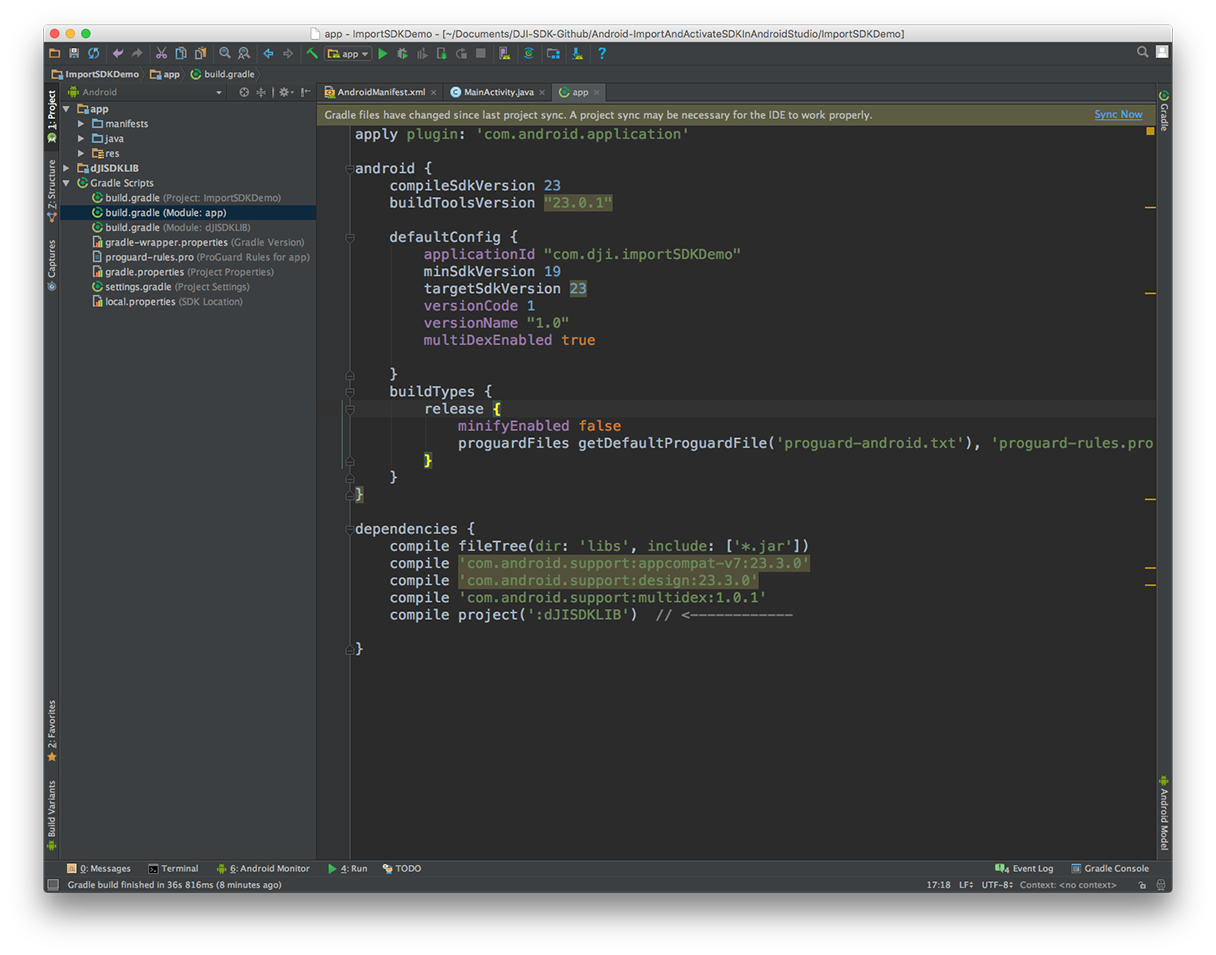 app - ImportSDKDemo - [~/Documents/DJI-SDK-Github/Android-ImportAndActivateSDKInAndroidStudio/ImportSDKDemo]
app
ImportSDKDemo app build.gradle
1: Project
Z: Structure
Captures
2: Favorites
Build Variants
Android
app
manifests
java
res
dJISDKLIB
Gradle Scripts
build.gradle (Project: ImportSDKDemo)
build.gradle (Module: app)
build.gradle (Module: dJISDKLIB)
gradle-wrapper.properties (Gradle Version)
proguard-rules.pro (ProGuard Rules for app)
gradle.properties (Project Properties)
settings.gradle (Project Settings)
local.properties (SDK Location)
AndroidManifest.xml MainActivity.java app
Gradle files have changed since last project sync. A project sync may be necessary for the IDE to work properly. Sync Now
apply plugin: 'com.android.application'
android {
compileSdkVersion 23
buildToolsVersion "23.0.1"
defaultConfig {
applicationId "com.dji.importSDKDemo"
minSdkVersion 19
targetSdkVersion 23
versionCode 1
versionName "1.0"
multiDexEnabled true
}
buildTypes {
release {
minifyEnabled false
proguardFiles getDefaultProguardFile('proguard-android.txt'), 'proguard-rules.pro
}
}
}
dependencies {
compile fileTree(dir: 'libs', include: ['*.jar'])
compile 'com.android.support:appcompat-v7:23.3.0'
compile 'com.android.support:design:23.3.0'
compile 'com.android.support:multidex:1.0.1'
compile project(':dJISDKLIB') // <------------
}
Gradle
Android Model
0: Messages Terminal 6: Android Monitor 4: Run TODO 4 Event Log Gradle Console
Gradle build finished in 36s 816ms (8 minutes ago) 17:18 LF UTF-8 Context: <no context>